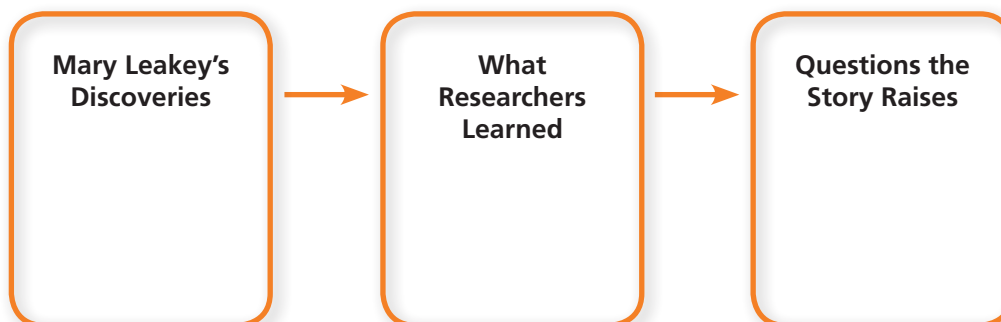 Mary Leakey’s
Discoveries
What
Researchers
Learned
Questions the
Story Raises